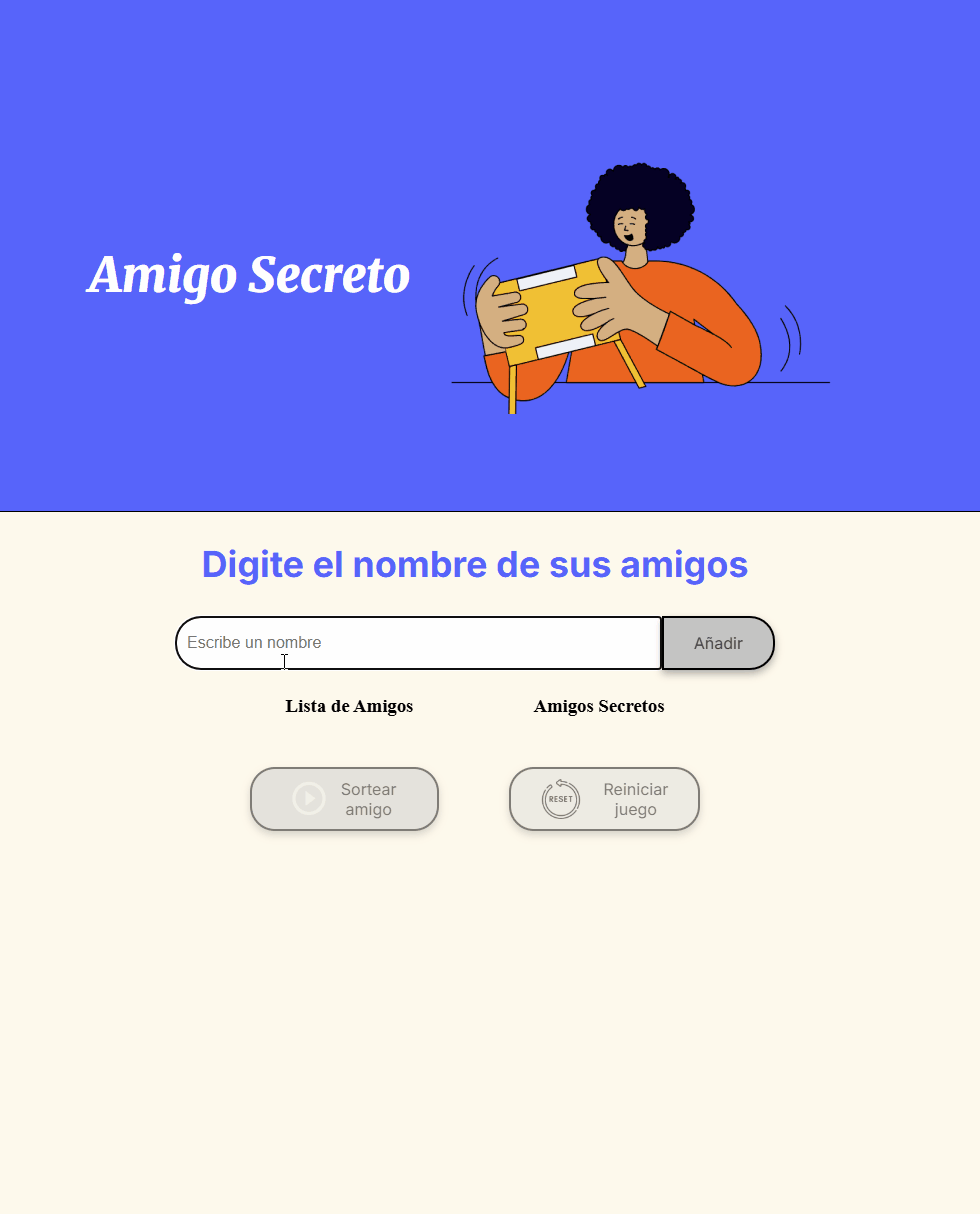 Amigo Secreto
Digite el nombre de sus amigos
Escribe un nombre
Añadir
Lista de Amigos
Amigos Secretos
Sortear
amigo
RESET
Reiniciar
juego